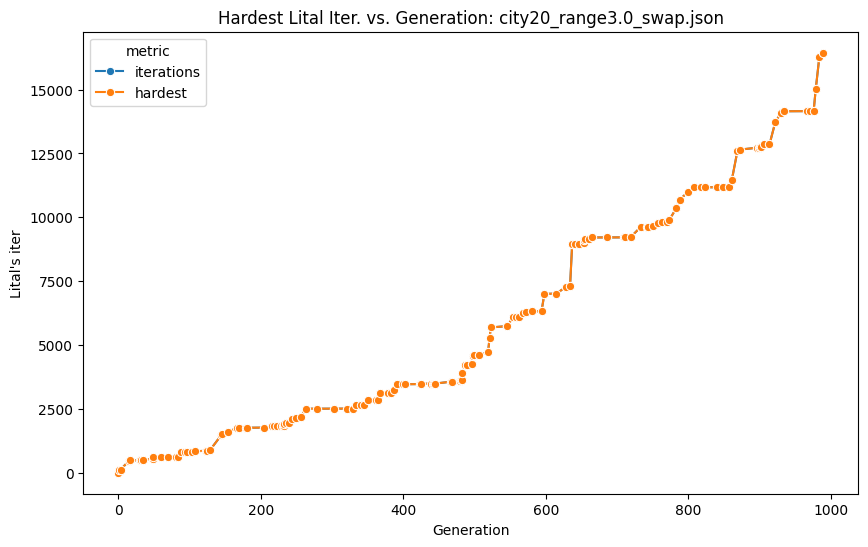 Hardest Lital Iter. vs. Generation: city20_range3.0_swap.json
metric
iterations
hardest
15000
12500
10000
7500
5000
2500
0
Lital's iter
0
200
400
600
800
1000
Generation